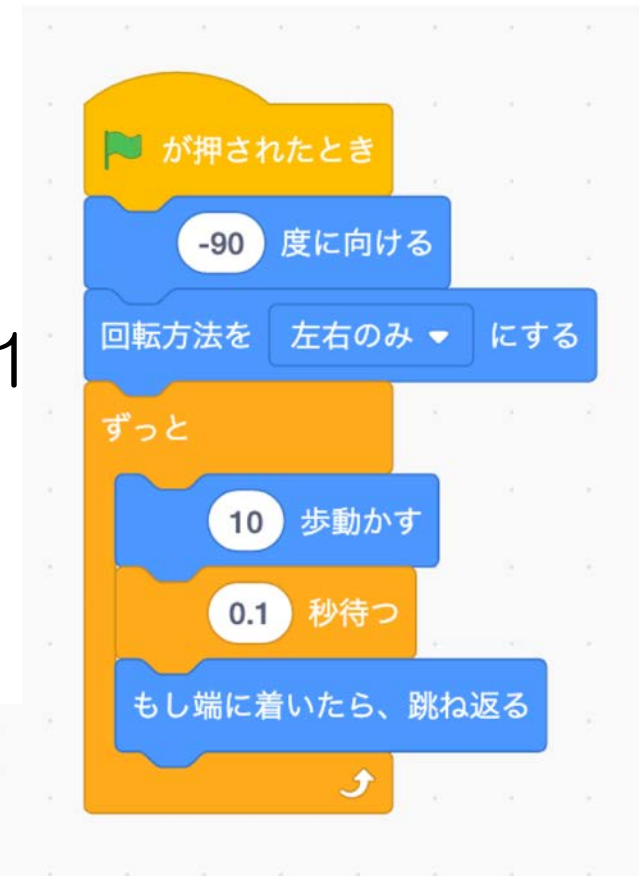 が押されたとき
-90 度に向ける
1
回転方法を 左右のみ にする
ずっと
10 歩動かす
0.1 秒待つ
もし端に着いたら、跳ね返る